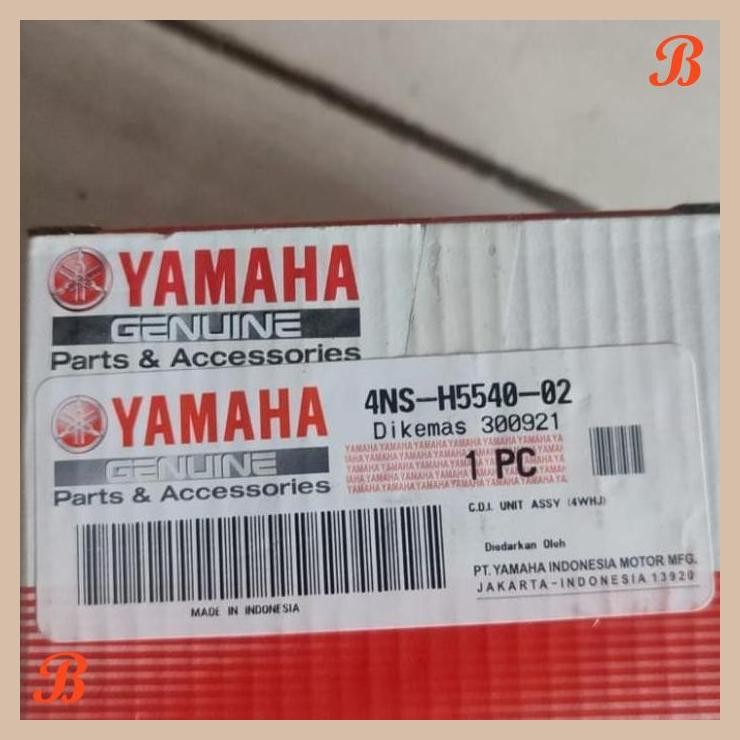 B
YAMAHA
GENUINE
Parts & Accessories
YAMAHA
GENUINE
Parts & Accessories
4NS-H5540-02
Dikemas 300921
1 PC
C.D.I. UNIT ASSY (4WHJ)
Diedarkan Oleh
PT. YAMAHA INDONESIA MOTOR MFG.
JAKARTA-INDONESIA 13920
MADE IN INDONESIA
B